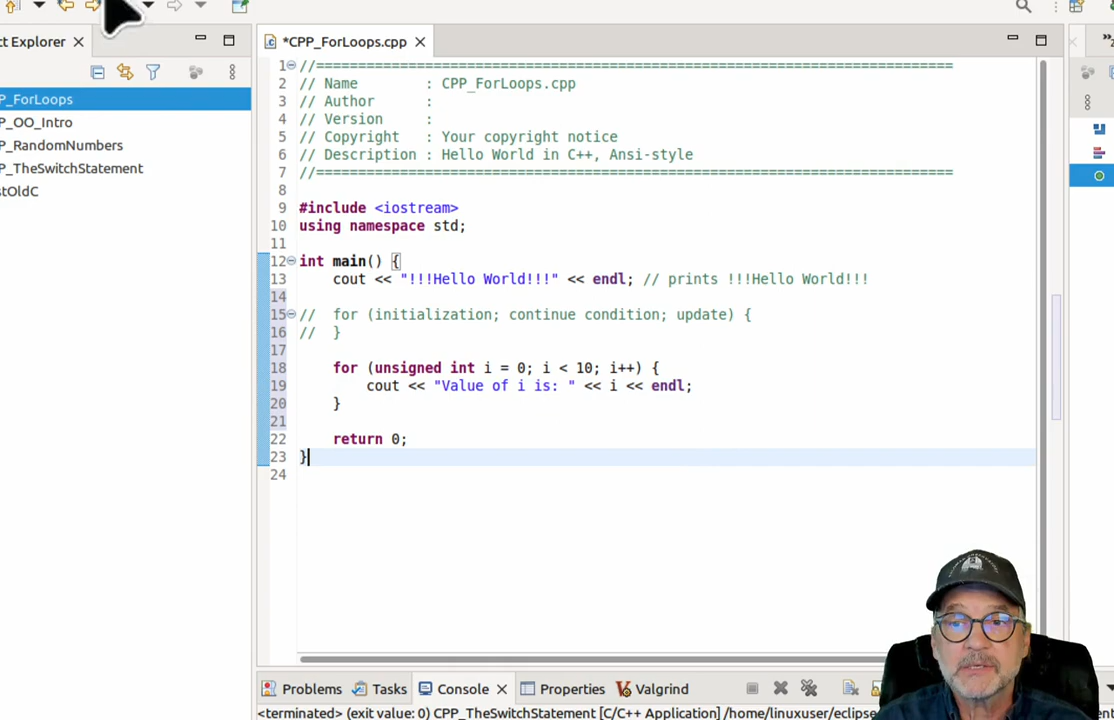 ct Explorer
P_ForLoops
P_OO_Intro
P_RandomNumbers
P_TheSwitchStatement
stOldC
*CPP_ForLoops.cpp
1 //============================================================================
2 // Name        : CPP_ForLoops.cpp
3 // Author      :
4 // Version     :
5 // Copyright   : Your copyright notice
6 // Description : Hello World in C++, Ansi-style
7 //============================================================================
8
9 #include <iostream>
10 using namespace std;
11
12 int main() {
13     cout << "!!!Hello World!!!" << endl; // prints !!!Hello World!!!
14
15 //  for (initialization; continue condition; update) {
16 //  }
17
18     for (unsigned int i = 0; i < 10; i++) {
19         cout << "Value of i is: " << i << endl;
20     }
21
22     return 0;
23 }
24
Problems Tasks Console Properties Valgrind
<terminated> (exit value: 0) CPP_TheSwitchStatement [C/C++ Application] /home/linuxuser/eclipse